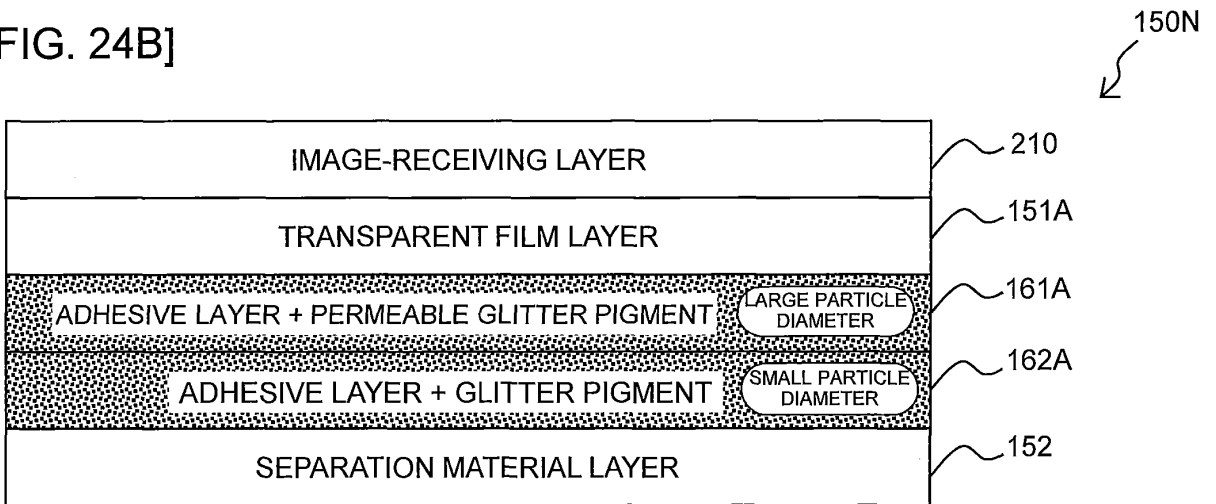 FIG. 24B]
150N
IMAGE-RECEIVING LAYER
210
TRANSPARENT FILM LAYER
151A
ADHESIVE LAYER + PERMEABLE GLITTER PIGMENT
LARGE PARTICLE
DIAMETER
161A
ADHESIVE LAYER + GLITTER PIGMENT
SMALL PARTICLE
DIAMETER
162A
SEPARATION MATERIAL LAYER
152